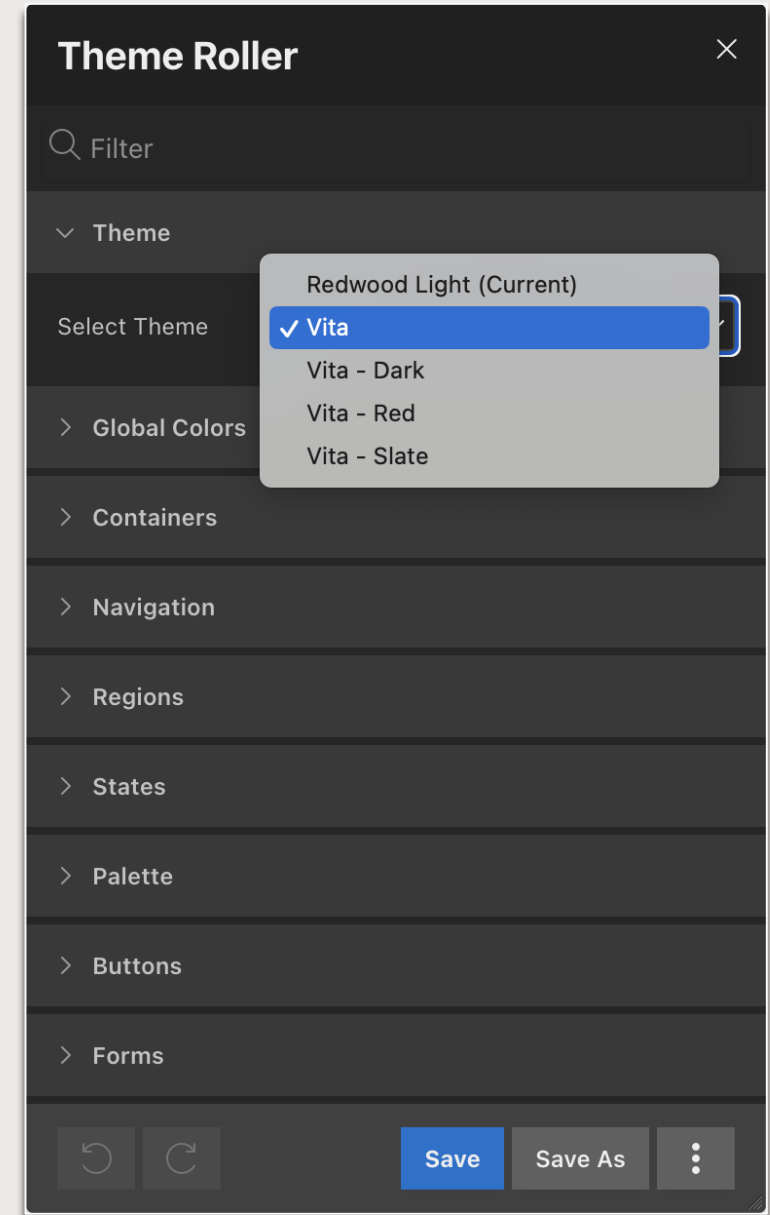 Theme Roller
Filter
Theme
Select Theme
Redwood Light (Current)
Vita
Vita - Dark
Vita - Red
Vita - Slate
Global Colors
Containers
Navigation
Regions
States
Palette
Buttons
Forms
Save
Save As